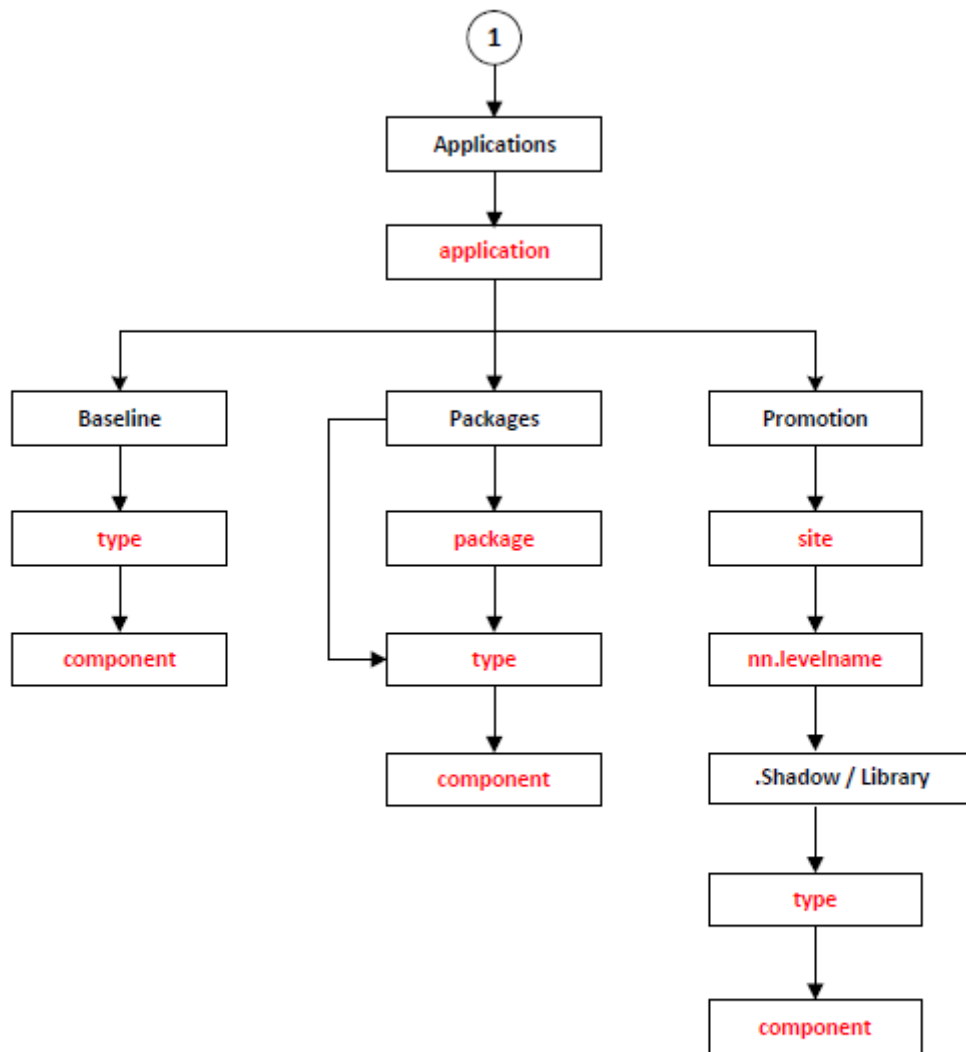 1
Applications
application
Baseline
Packages
Promotion
type
package
site
component
type
nn.levelname
component
.Shadow / Library
type
component